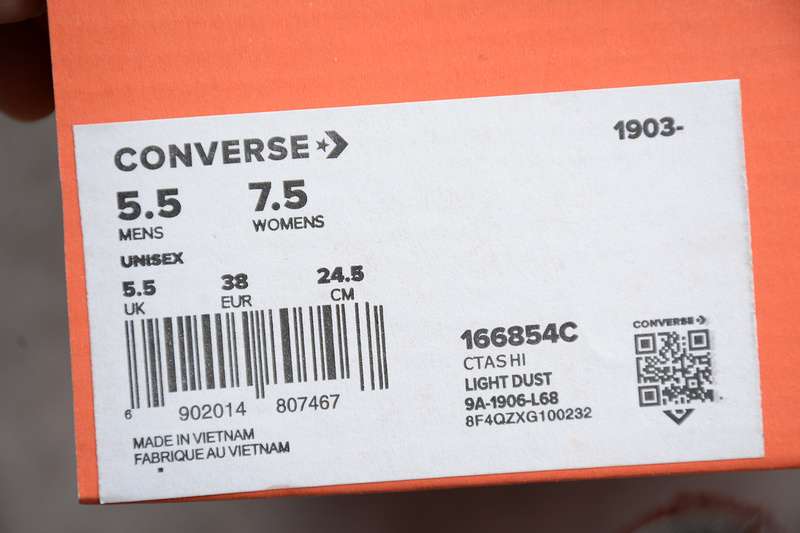 CONVERSE
1903-
5.5 7.5
MENS WOMENS
UNISEX
5.5 38 24.5
UK EUR CM
6 902014 807467
MADE IN VIETNAM
FABRIQUE AU VIETNAM
166854C
CTAS HI
LIGHT DUST
9A-1906-L68
8F4QZXG100232
CONVERSE